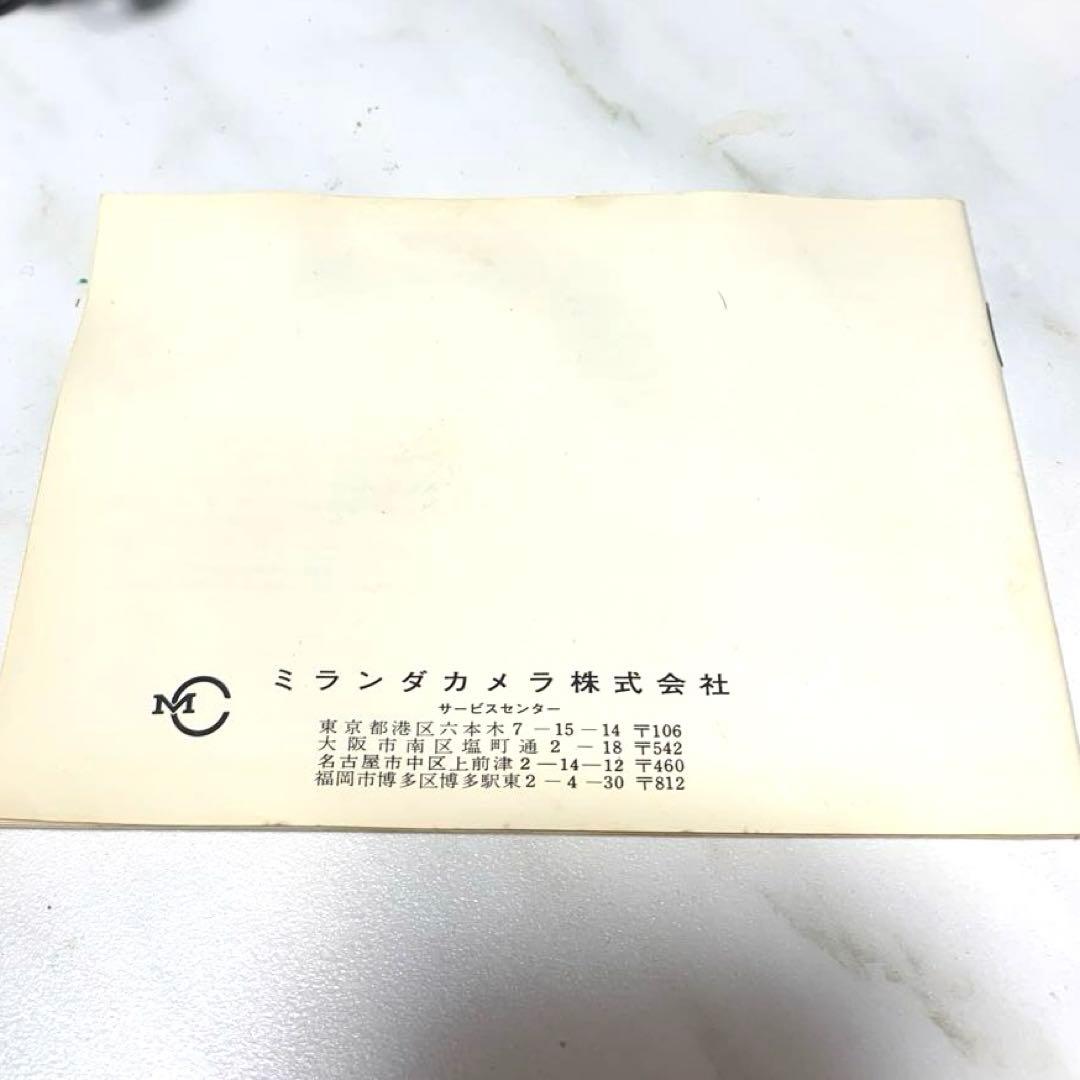 MC
ミランダカメラ株式会社
サービスセンター
東京都港区六本木7－15－14 〒106
大阪市南区塩町通2－18 〒542
名古屋市中区上前津2—14—12 〒460
福岡市博多区博多駅東2－4－30 〒812